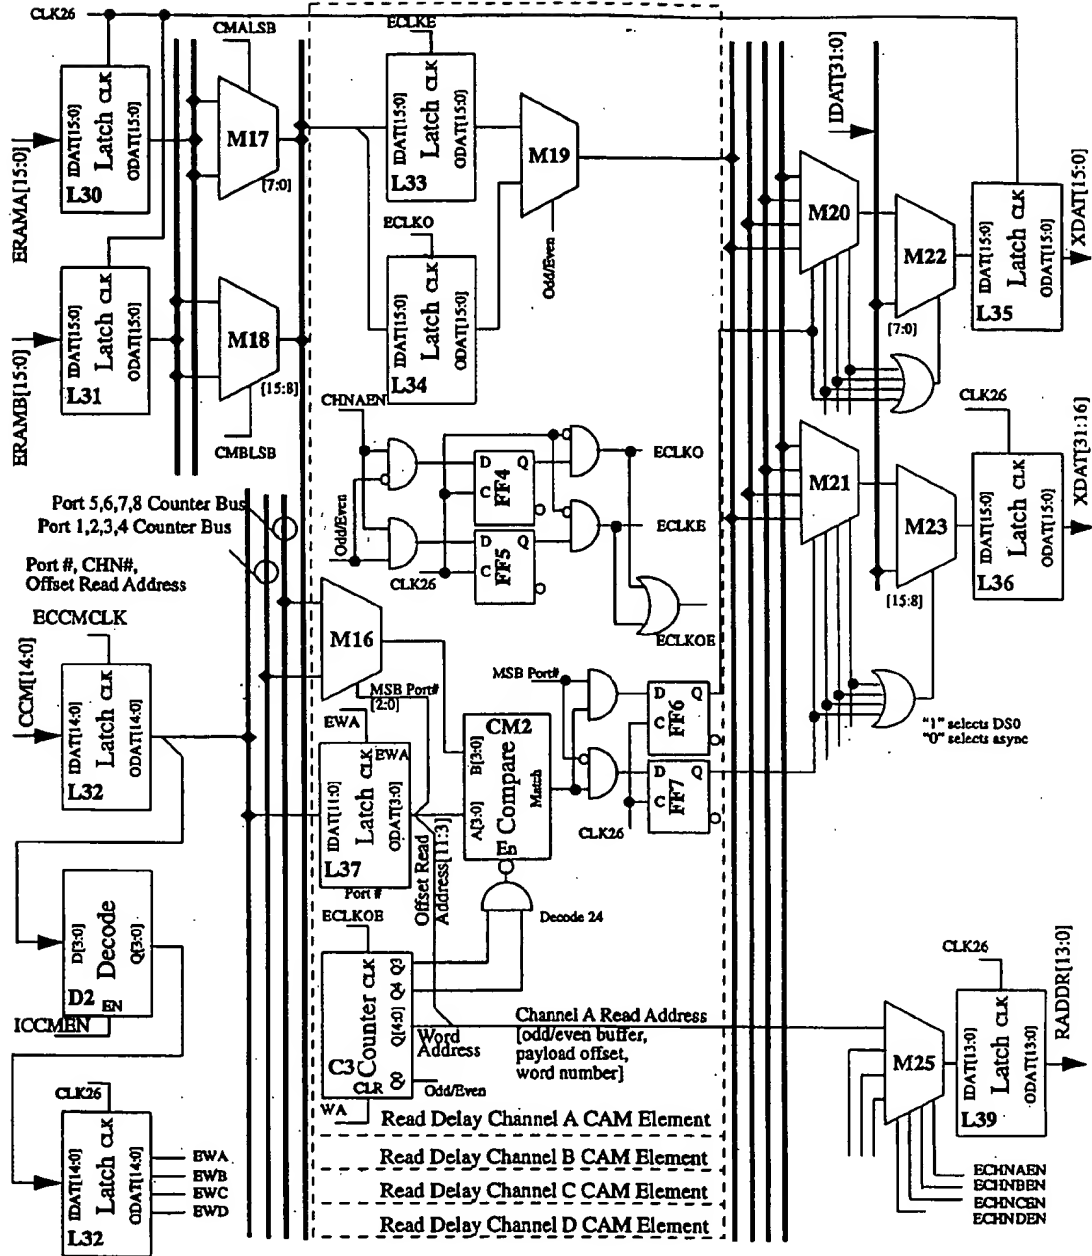 CLK26
CMALSB
ECLKE
IDAT[15:0]
Latch CLK
ODAT[15:0]
L30
ERAMA[15:0]
M17
[7:0]
IDAT[15:0]
Latch CLK
ODAT[15:0]
L33
M19
Odd/Even
IDAT[31:0]
M20
M22
[7:0]
IDAT[15:0]
Latch CLK
ODAT[15:0]
L35
XDAT[15:0]
ECLKO
IDAT[15:0]
Latch CLK
ODAT[15:0]
L31
ERAMB[15:0]
M18
[15:8]
CMBLSB
IDAT[15:0]
Latch CLK
ODAT[15:0]
L34
CHNAEN
Odd/Even
D Q
C
FF4
D Q
C
FF5
CLK26
ECLKO
ECLKE
ECLKOE
CLK26
M21
M23
[15:8]
IDAT[15:0]
Latch CLK
ODAT[15:0]
L36
XDAT[31:16]
Port 5,6,7,8 Counter Bus
Port 1,2,3,4 Counter Bus
Port #, CHN#,
Offset Read Address
ECCMCLK
CCM[14:0]
IDAT[14:0]
Latch CLK
ODAT[14:0]
L32
M16
MSB Port#
[2:0]
EWA
EWA
IDAT[11:0]
Latch CLK
ODAT[3:0]
L37
Port #
Offset Read
Address[11:3]
CM2
B[3:0]
A[3:0]
Compare
Match
En
MSB Port#
D Q
C
FF6
D Q
C
FF7
CLK26
"1" selects DS0
"0" selects async
Decode 24
D[3:0]
Decode
Q[3:0]
D2
EN
ICCMEN
ECLKOE
Counter CLK
Q3
Q4
Q[4:0]
Q0
C3
CLR
WA
Word
Address
Odd/Even
Channel A Read Address
[odd/even buffer,
payload offset,
word number]
CLK26
M25
IDAT[13:0]
Latch CLK
ODAT[13:0]
L39
RADDR[13:0]
ECHNAEN
ECHNBEN
ECHNCEN
ECHNDEN
CLK26
IDAT[14:0]
Latch CLK
ODAT[14:0]
L32
EWA
EWB
EWC
EWD
Read Delay Channel A CAM Element
Read Delay Channel B CAM Element
Read Delay Channel C CAM Element
Read Delay Channel D CAM Element